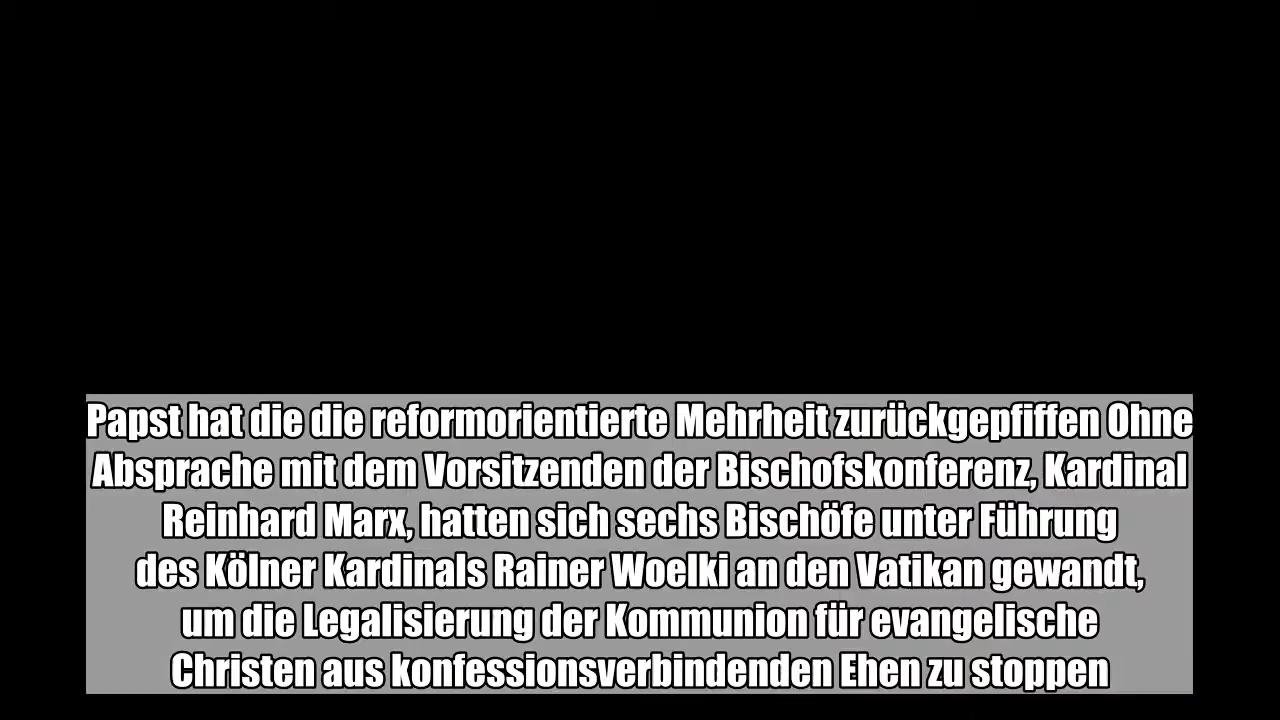 Papst hat die die reformorientierte Mehrheit zurückgepfiffen Ohne
Absprache mit dem Vorsitzenden der Bischofskonferenz, Kardinal
Reinhard Marx, hatten sich sechs Bischöfe unter Führung
des Kölner Kardinals Rainer Woelki an den Vatikan gewandt,
um die Legalisierung der Kommunion für evangelische
Christen aus konfessionsverbindenden Ehen zu stoppen